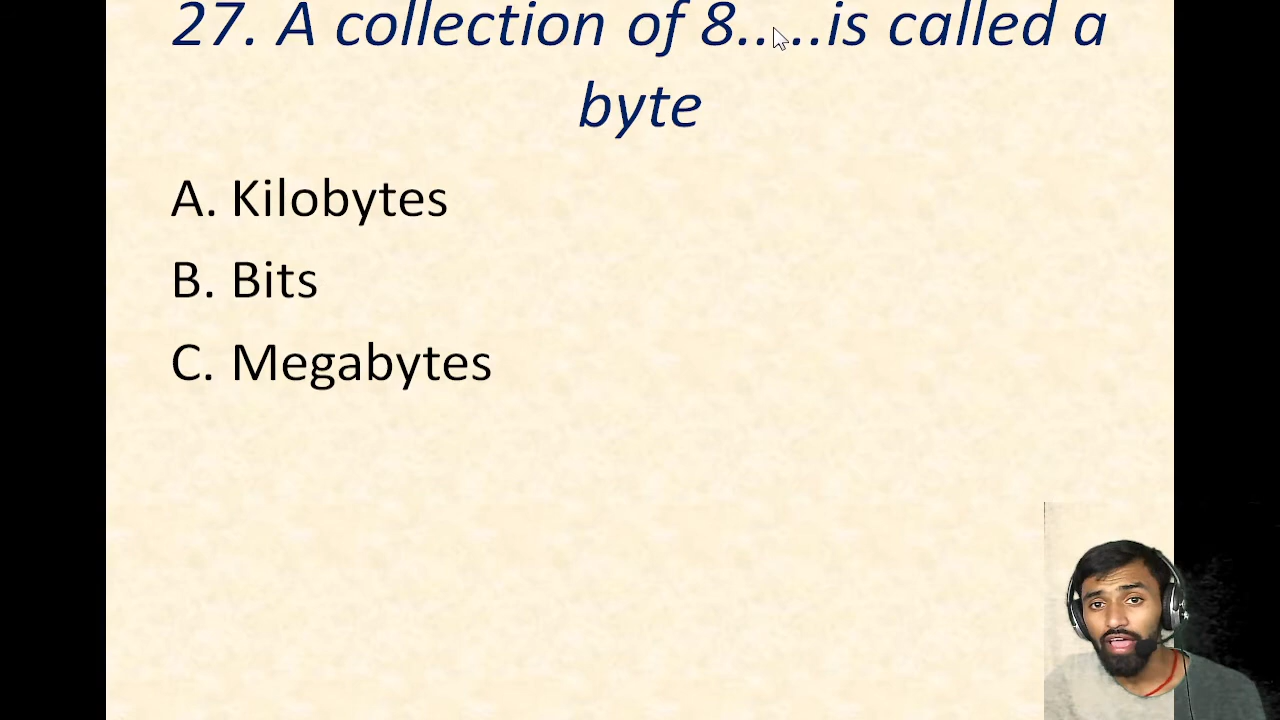 27. A collection of 8.....is called a
byte
A. Kilobytes
B. Bits
C. Megabytes